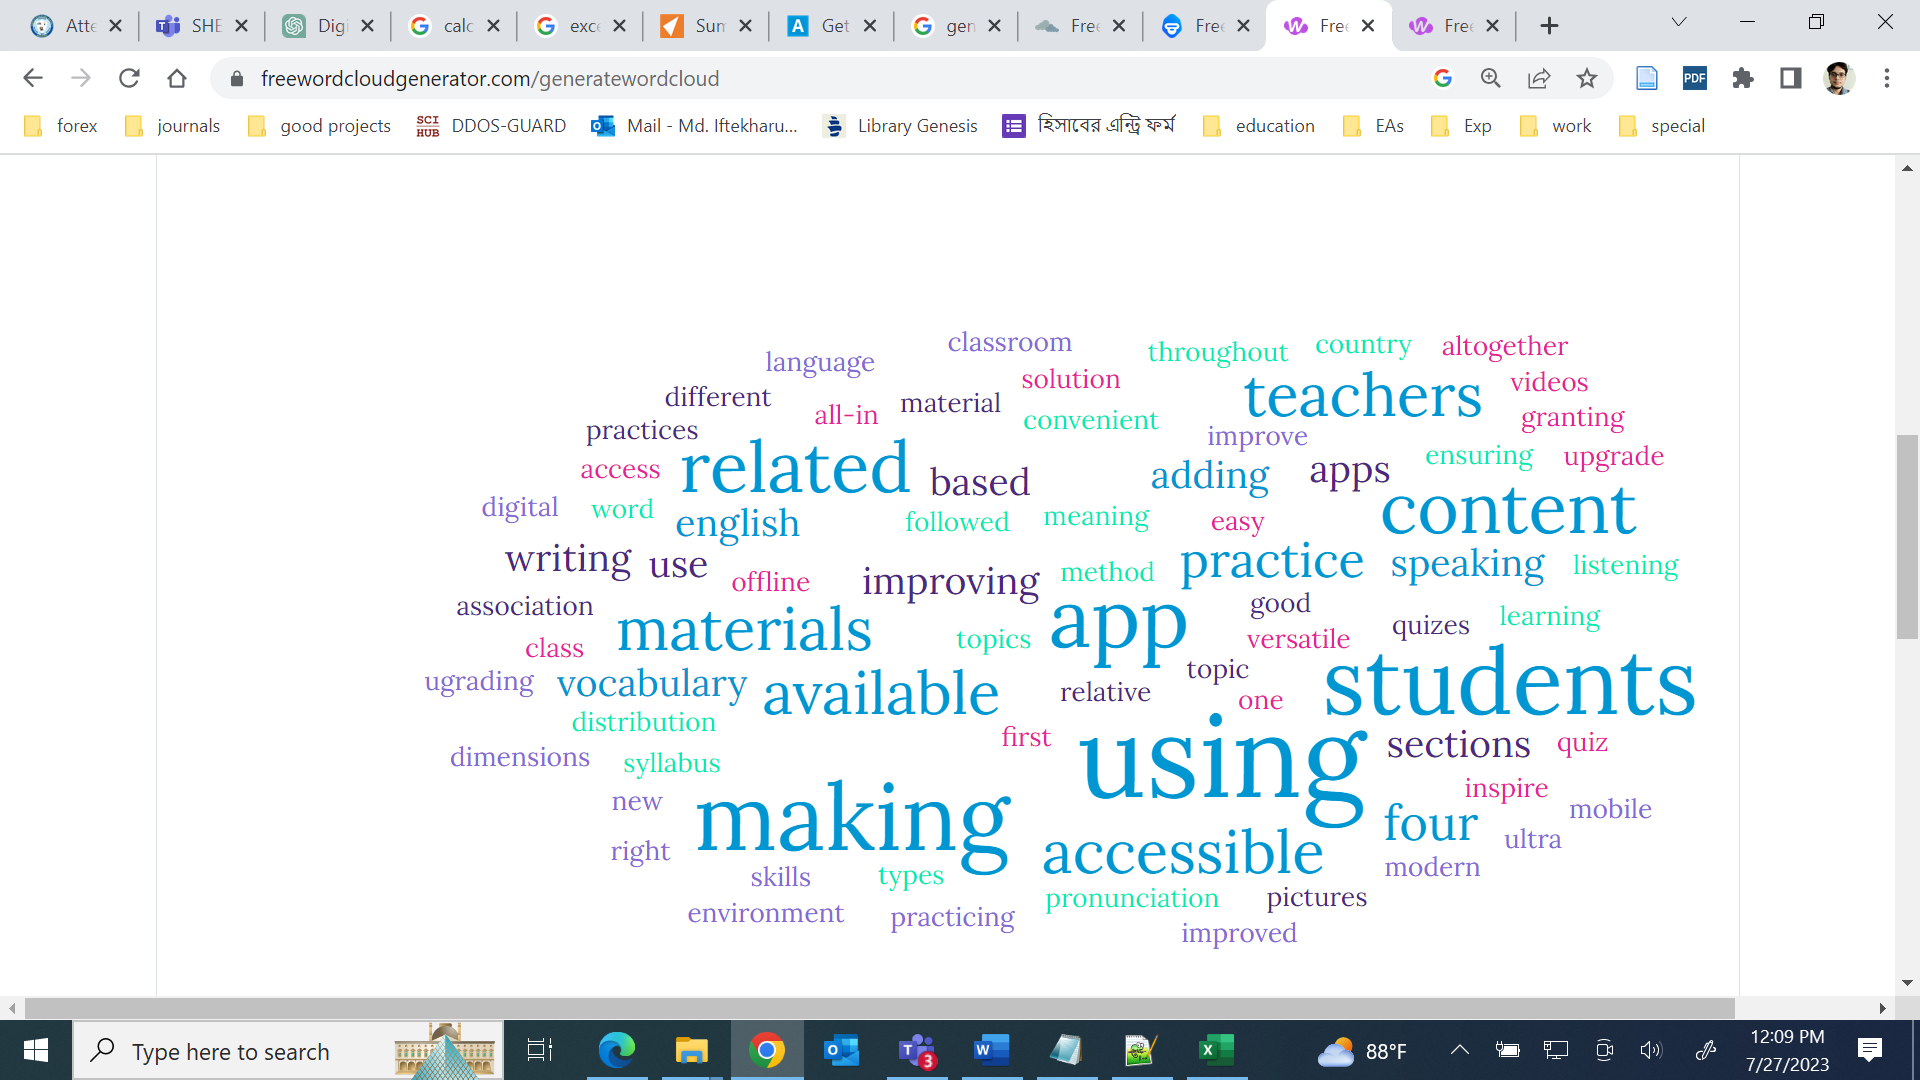 Atte SHE Digi calc exce Sum Get gen Free Free Free Free
freewordcloudgenerator.com/generatewordcloud PDF
forex journals good projects SCI HUB DDOS-GUARD Mail - Md. Iftekharu... Library Genesis হিসাবের এন্ট্রি ফর্ম education EAs Exp work special
classroom throughout country altogether
language solution teachers videos
different all-in material convenient granting
practices improve
access related based adding apps ensuring upgrade
digital word english followed meaning easy content
writing use offline improving method practice speaking listening
association good
class materials topics app versatile quizes learning
ugrading vocabulary available relative topic one students
distribution first
dimensions syllabus using sections quiz
new making inspire mobile
right accessible four ultra
skills types modern
environment practicing pronunciation pictures
improved
Type here to search 3 88°F 12:09 PM
7/27/2023